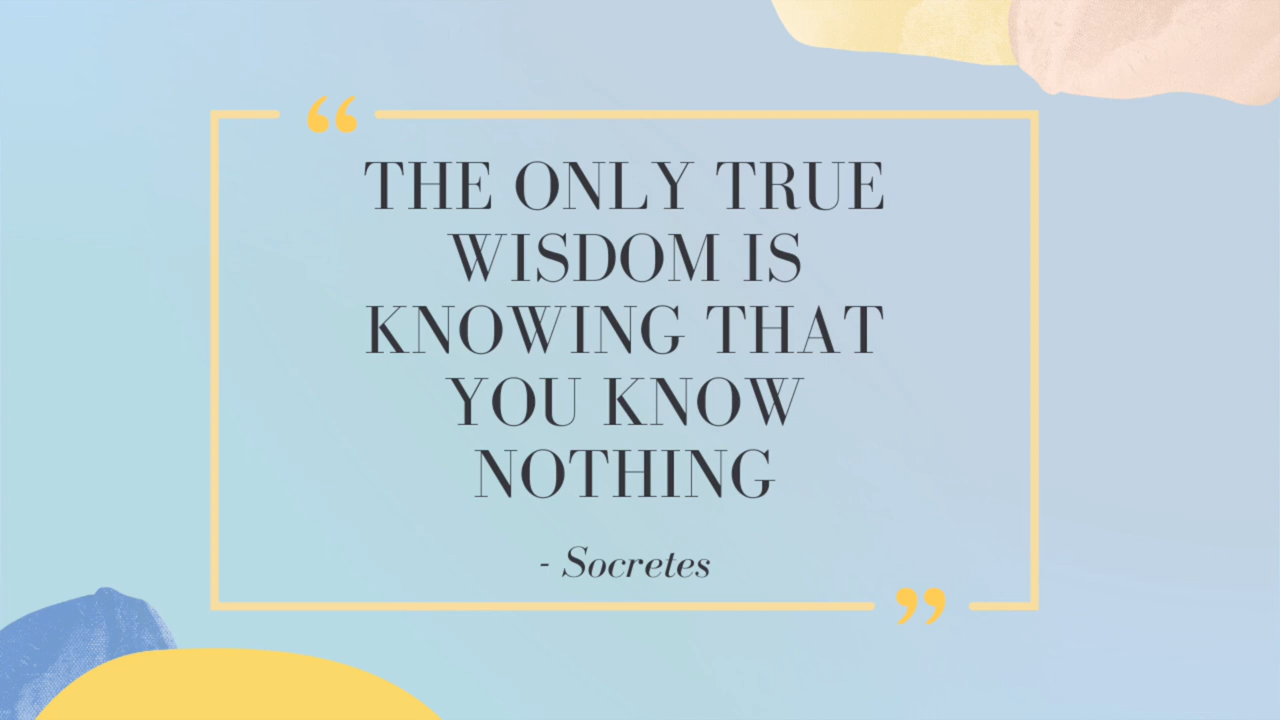 “
THE ONLY TRUE
WISDOM IS
KNOWING THAT
YOU KNOW
NOTHING
- Socretes
”